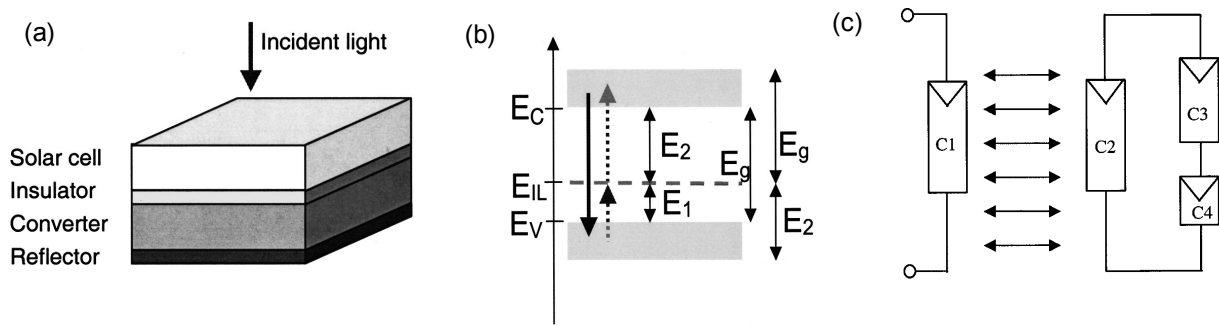 (a)
Incident light
Solar cell
Insulator
Converter
Reflector
(b)
E_C
E_IL
E_V
E_2
E_1
E_g
E_g
E_2
(c)
C1
C2
C3
C4